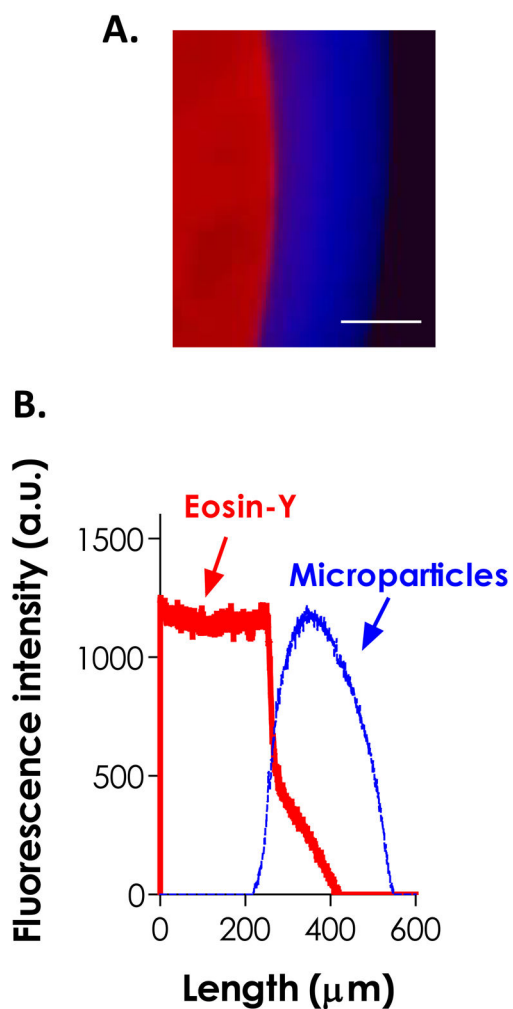 A.
B.
Fluorescence intensity (a.u.)
Eosin-Y
Microparticles
1500
1000
500
0
0 200 400 600
Length (μm)